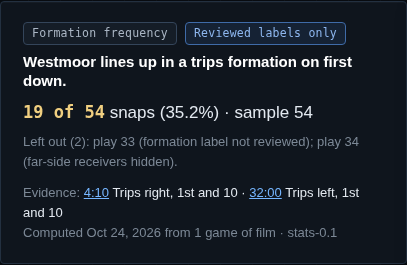 Formation frequency Reviewed labels only
Westmoor lines up in a trips formation on first
down.
19 of 54 snaps (35.2%) · sample 54
Left out (2): play 33 (formation label not reviewed); play 34
(far-side receivers hidden).
Evidence: 4:10 Trips right, 1st and 10 · 32:00 Trips left, 1st
and 10
Computed Oct 24, 2026 from 1 game of film · stats-0.1